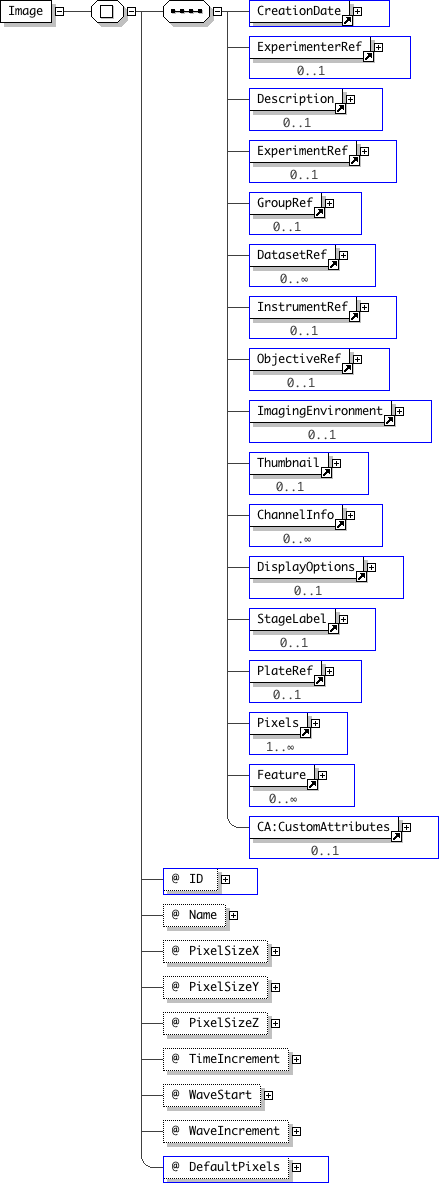 Image
CreationDate
ExperimenterRef
0..1
Description
0..1
ExperimentRef
0..1
GroupRef
0..1
DatasetRef
0..∞
InstrumentRef
0..1
ObjectiveRef
0..1
ImagingEnvironment
0..1
Thumbnail
0..1
ChannelInfo
0..∞
DisplayOptions
0..1
StageLabel
0..1
PlateRef
0..1
Pixels
1..∞
Feature
0..∞
CA:CustomAttributes
0..1
@ ID
@ Name
@ PixelSizeX
@ PixelSizeY
@ PixelSizeZ
@ TimeIncrement
@ WaveStart
@ WaveIncrement
@ DefaultPixels